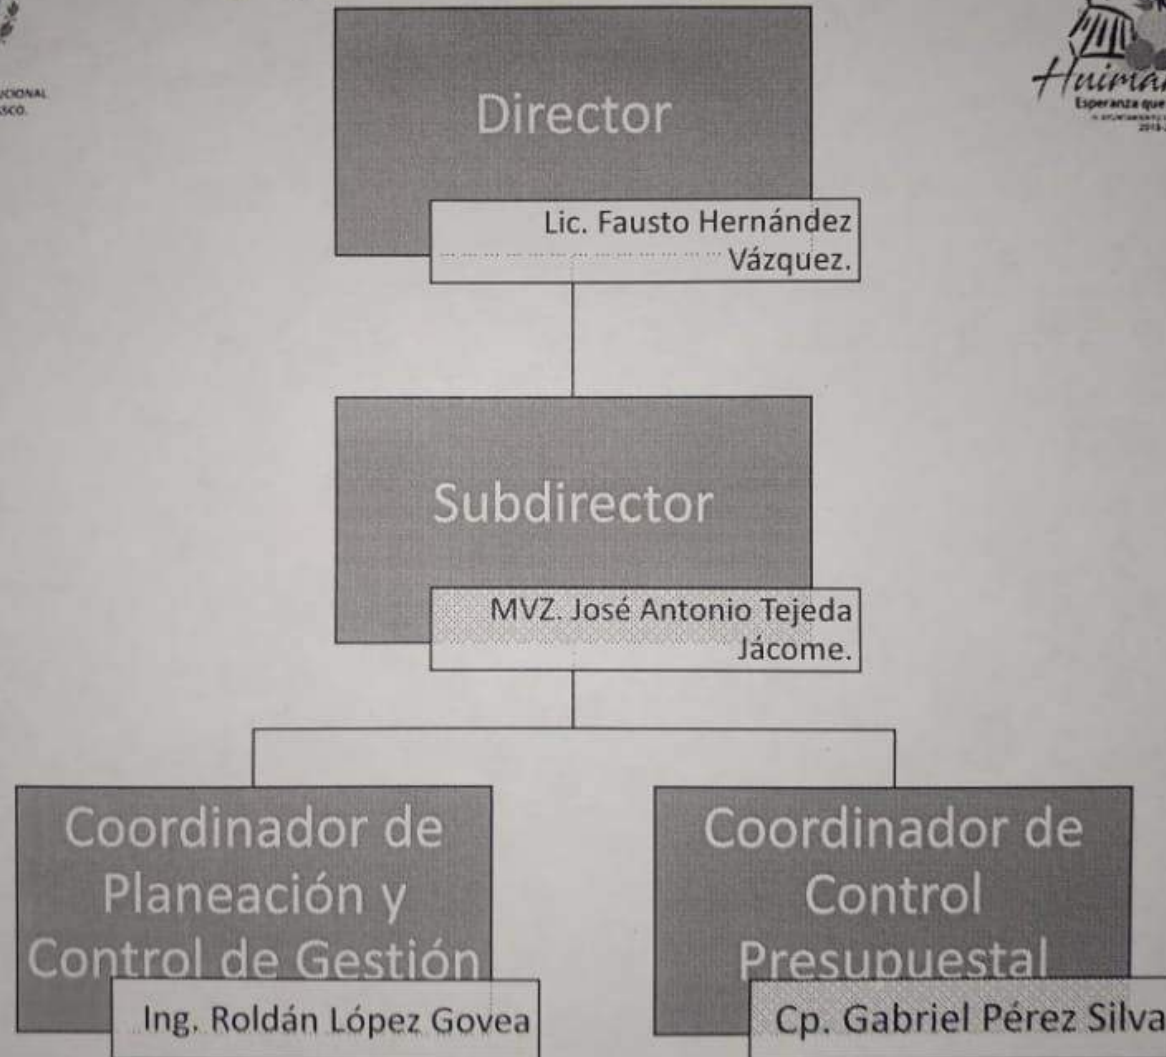 Director
Lic. Fausto Hernández
Vázquez.
Subdirector
MVZ. José Antonio Tejeda
Jácome.
Coordinador de
Planeación y
Control de Gestión
Ing. Roldán López Govea
Coordinador de
Control
Presupuestal
Cp. Gabriel Pérez Silva
Esperanza que